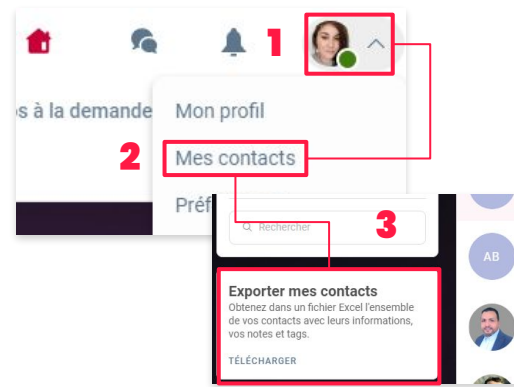 1
s à la demande
Mon profil
2
Mes contacts
Préf
3
Rechercher
AB
Exporter mes contacts
Obtenez dans un fichier Excel l'ensemble
de vos contacts avec leurs informations,
vos notes et tags.
TÉLÉCHARGER